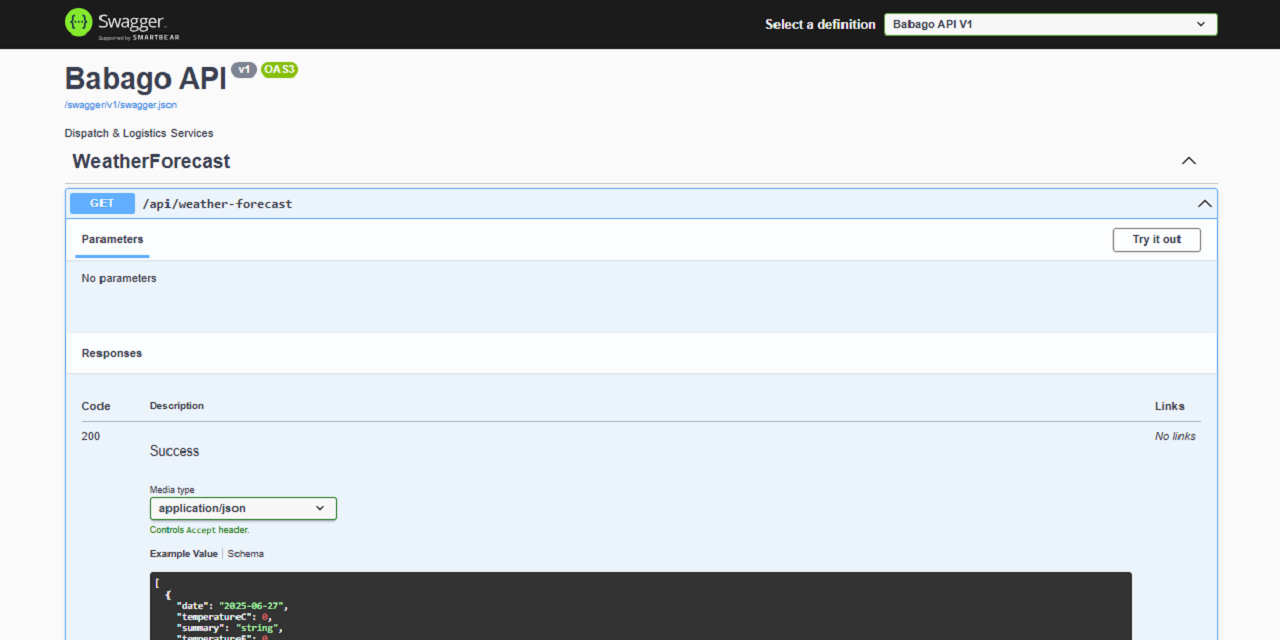 {···} Swagger.
Supported by SMARTBEAR
Select a definition
Babago API V1
Babago API v1 OAS3
/swagger/v1/swagger.json
Dispatch & Logistics Services
WeatherForecast
GET /api/weather-forecast
Parameters
Try it out
No parameters
Responses
Code Description Links
200 Success No links
Media type
application/json
Controls Accept header.
Example Value | Schema
[
{
"date": "2025-06-27",
"temperatureC": 0,
"summary": "string",
"temperatureF": 0